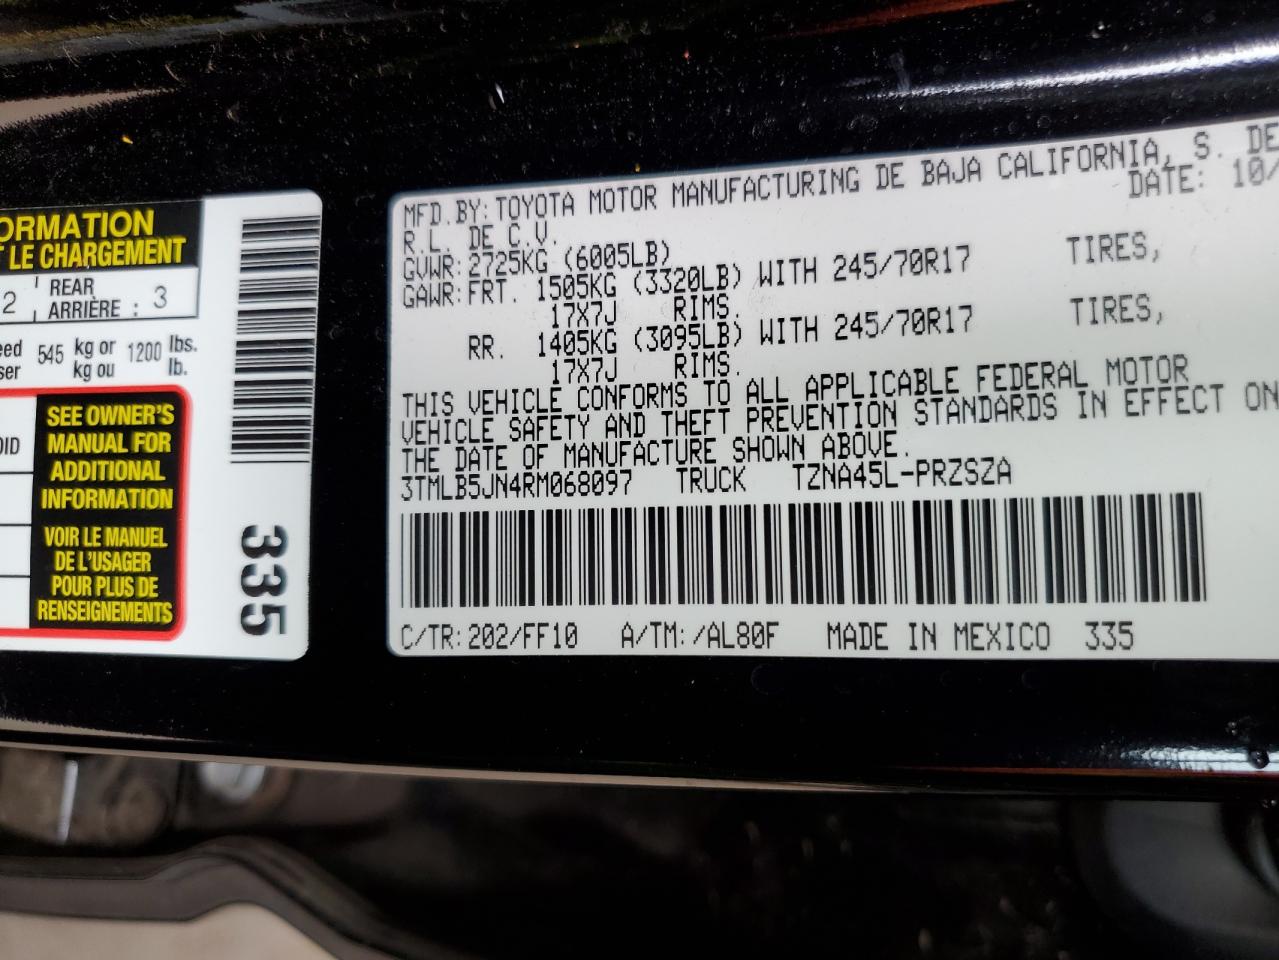 ORMATION
T LE CHARGEMENT
2 REAR
ARRIÈRE : 3
eed 545 kg or 1200 lbs.
ser kg ou lb.
OID
SEE OWNER'S
MANUAL FOR
ADDITIONAL
INFORMATION
VOIR LE MANUEL
DE L'USAGER
POUR PLUS DE
RENSEIGNEMENTS
335
MFD. BY: TOYOTA MOTOR MANUFACTURING DE BAJA CALIFORNIA, S. DE
R.L. DE C.V. DATE: 10/
GVWR: 2725KG (6005LB)
GAWR: FRT. 1505KG (3320LB) WITH 245/70R17 TIRES,
17X7J RIMS.
RR. 1405KG (3095LB) WITH 245/70R17 TIRES,
17X7J RIMS.
THIS VEHICLE CONFORMS TO ALL APPLICABLE FEDERAL MOTOR
VEHICLE SAFETY AND THEFT PREVENTION STANDARDS IN EFFECT ON
THE DATE OF MANUFACTURE SHOWN ABOVE.
3TMLB5JN4RM068097 TRUCK TZNA45L-PRZSZA
C/TR: 202/FF10 A/TM: /AL80F MADE IN MEXICO 335